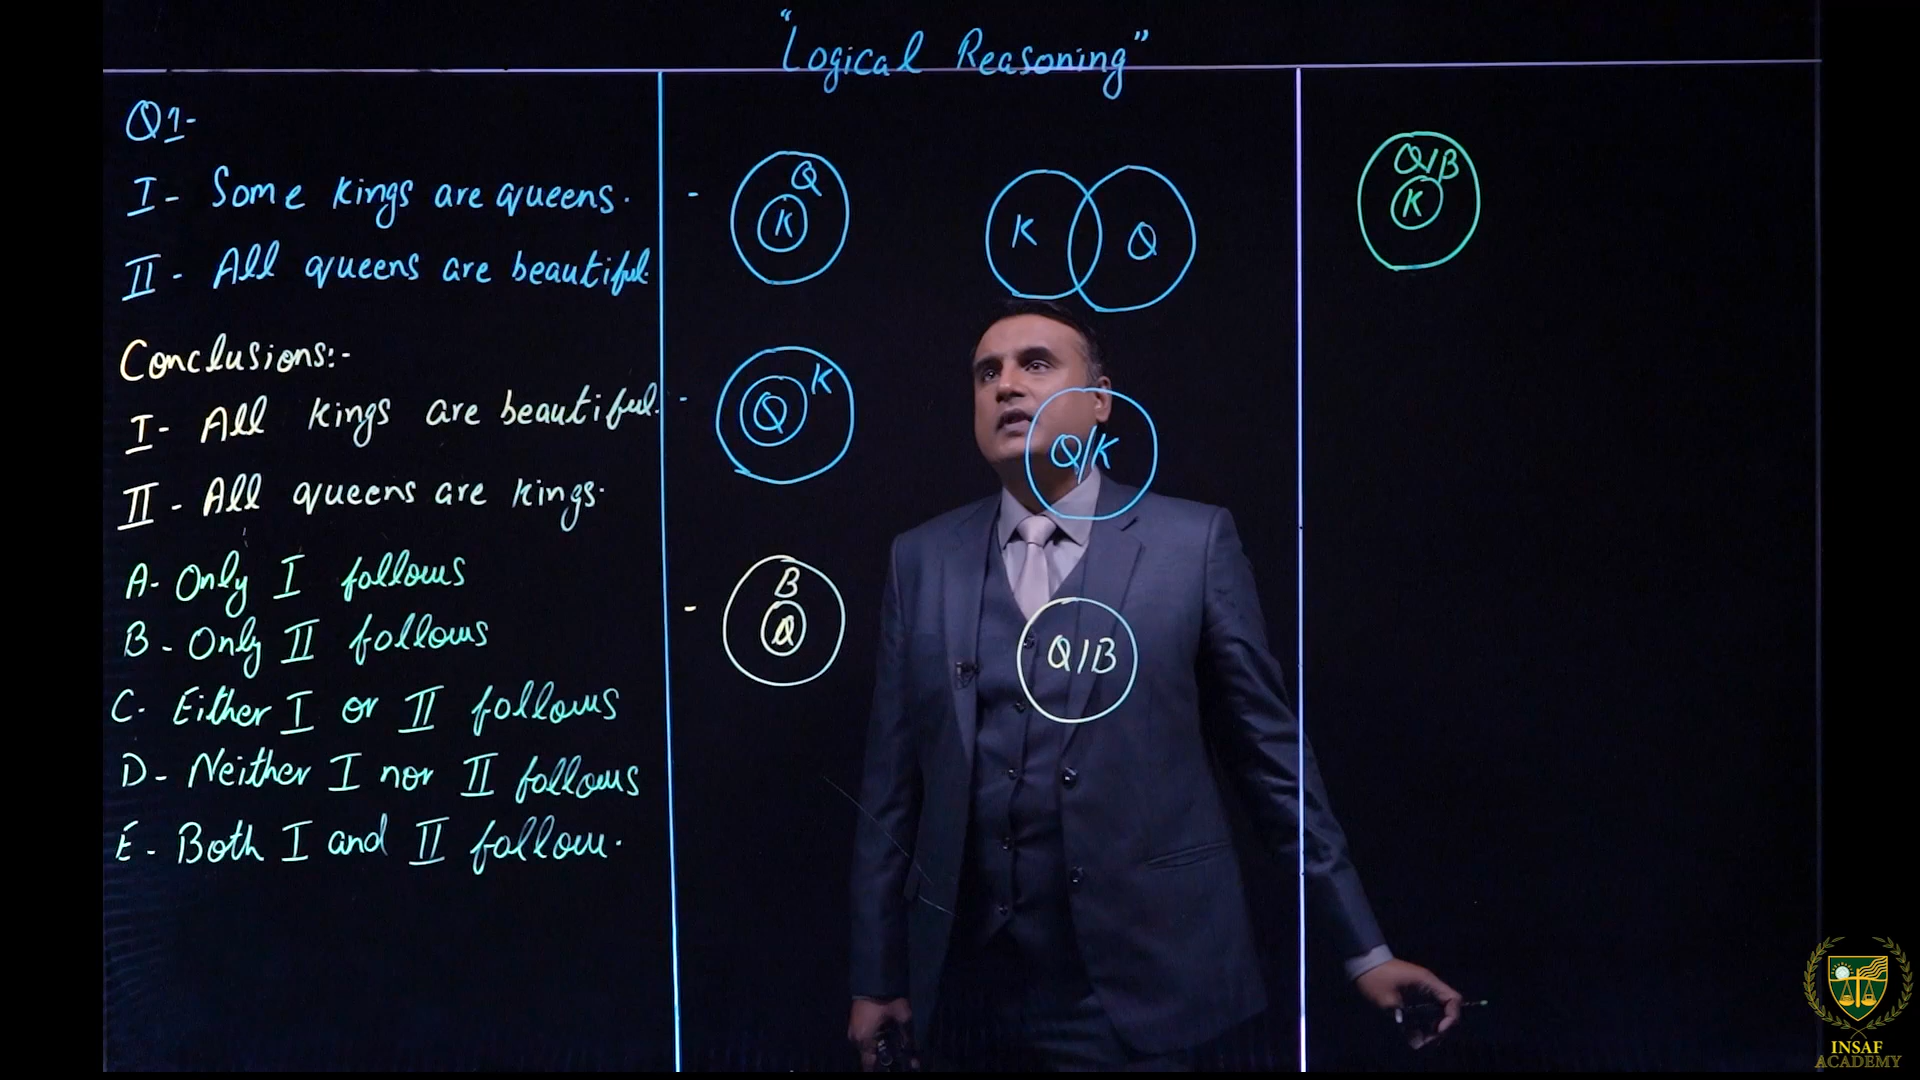 "Logical Reasoning"
Q1-
I- Some kings are queens.
II- All queens are beautiful.
Conclusions:-
I- All kings are beautiful.
II- All queens are kings.
A- Only I follows
B- Only II follows
C- Either I or II follows
D- Neither I nor II follows
E- Both I and II follow.
Q
K
K
Q
Q
K
Q/K
B
Q
Q/B
Q/B
K
INSAF
ACADEMY